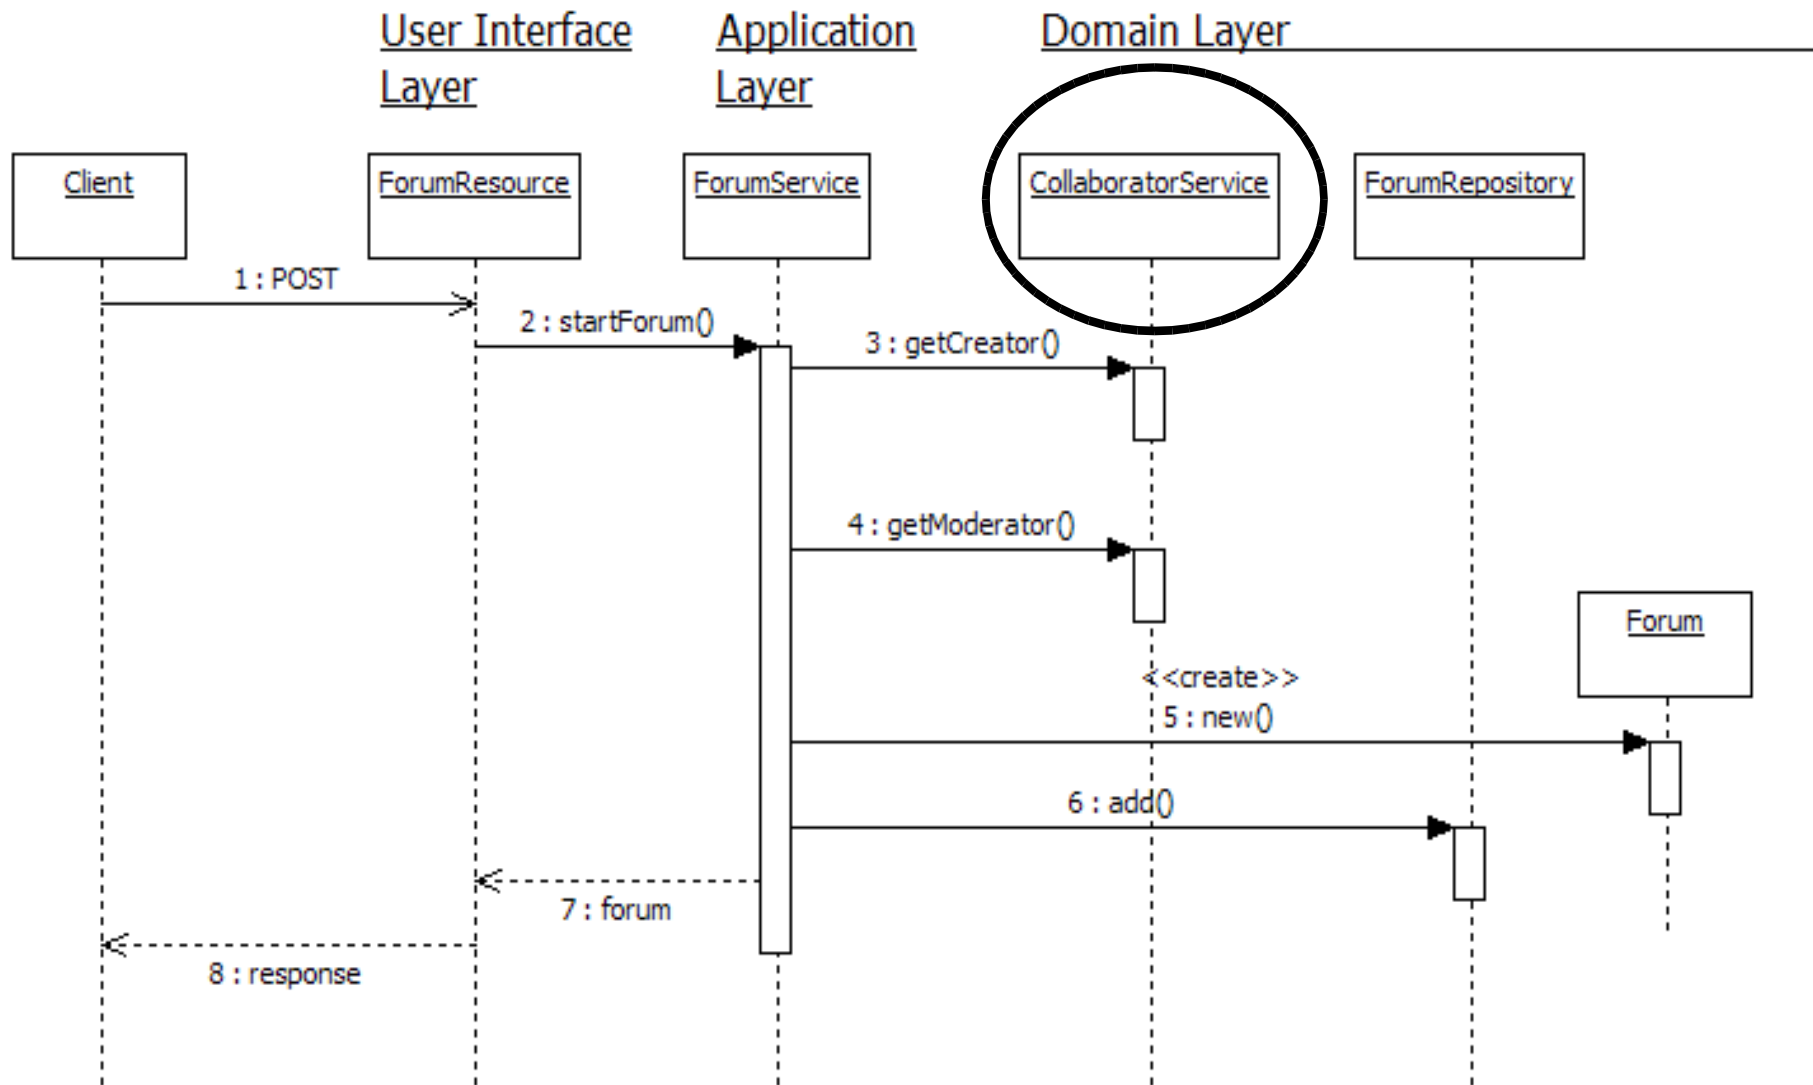 User Interface
Layer
Application
Layer
Domain Layer
Client
ForumResource
ForumService
CollaboratorService
ForumRepository
1 : POST
2 : startForum()
3 : getCreator()
4 : getModerator()
Forum
<<create>>
5 : new()
6 : add()
7 : forum
8 : response